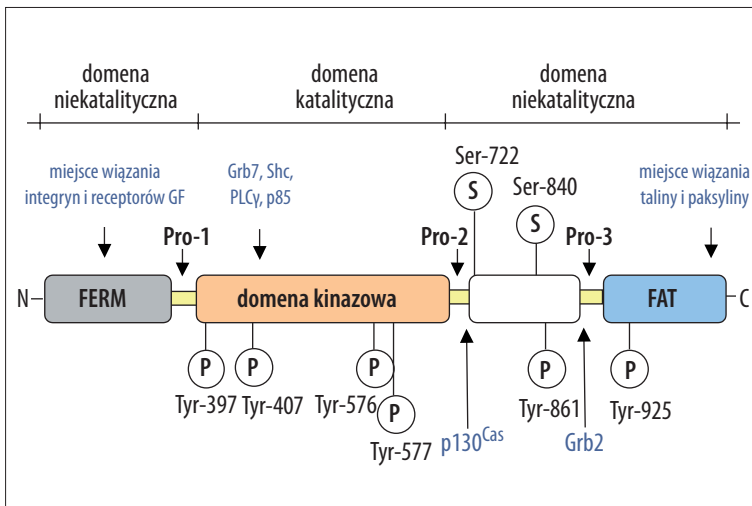 domena
niekatalityczna
domena
katalityczna
domena
niekatalityczna
Ser-722
miejsce wiązania
integryn i receptorów GF
Grb7, Shc,
PLCγ, p85
S
Ser-840
S
miejsce wiązania
taliny i paksyliny
Pro-1
Pro-2
Pro-3
N
FERM
domena kinazowa
FAT
C
P
P
P
P
P
P
Tyr-397
Tyr-407
Tyr-576
Tyr-577
p130Cas
Tyr-861
Grb2
Tyr-925